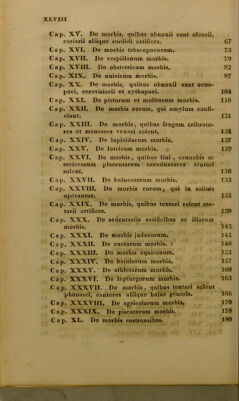 XLVIII
Cap. XV. De morbis, quibus obnoxii sunt olearii,
coriarii aliique sordidi artifices. 67
Cap. XVI. De morbis tabacopoeorum. 73
Cap. XVII. De vespillonum morbis. 79
Cap. XVIII. De obstetricum morbis. 82
Cap. XIX. De nutricum morbis. 87
Cap. XX. De morbis, quibus obnoxii sunt oeno-
poei, cerevisiarii et zythopoei. 104
Cap. XXI. De pistorum et molitorum morbis. 118
Cap. XXII. De morbis eorum, qui amylum confi-
ciunt. 121
Cap. XXIII. De morbis, quibus frugum cribrato-
res et mensores vexari solent. 124
Cap. XXIV. De lapicidarum morbis. 127
Cap. XXV. De lotricum morbis. 129
Cap. XXVI. De morbis, quibus lini, cannabis ac
sericearum placentarum carminatores tentari
solent. 130
Cap. XXVII. De balneatorum morbis. 133
Cap. XXVIII. De morbis eorum, qui in salinis
operantur. 135
Cap. XXIX. De morbis, quibus tentari solent sta-
tarii artifices. 139
Cap. XXX. De sedentariis artificibus ac illorum
morbis. 142
Cap. XXXI. De morbis judaeorum. 145
Cap. XXXII. De cursorum morbis. 148
Cap. XXXIII. De morbis equisonum. 153
Cap. XXXIV. De bajulorum morbis. 157
Cap. XXXV. De athletarum morbis. 160
Cap. XXXVI. De lepturgorum morbis. 163
Cap. XXXVII. De morbis, quibus tentari solent
phonasci, cantores aliique hujus generis. 166
Cap. XXXVIII. De agricolarum morbis. 170
Cap. XXXIX. De piscatorum morbis. 178
Cap. XL. De morbis castrensibus. 180